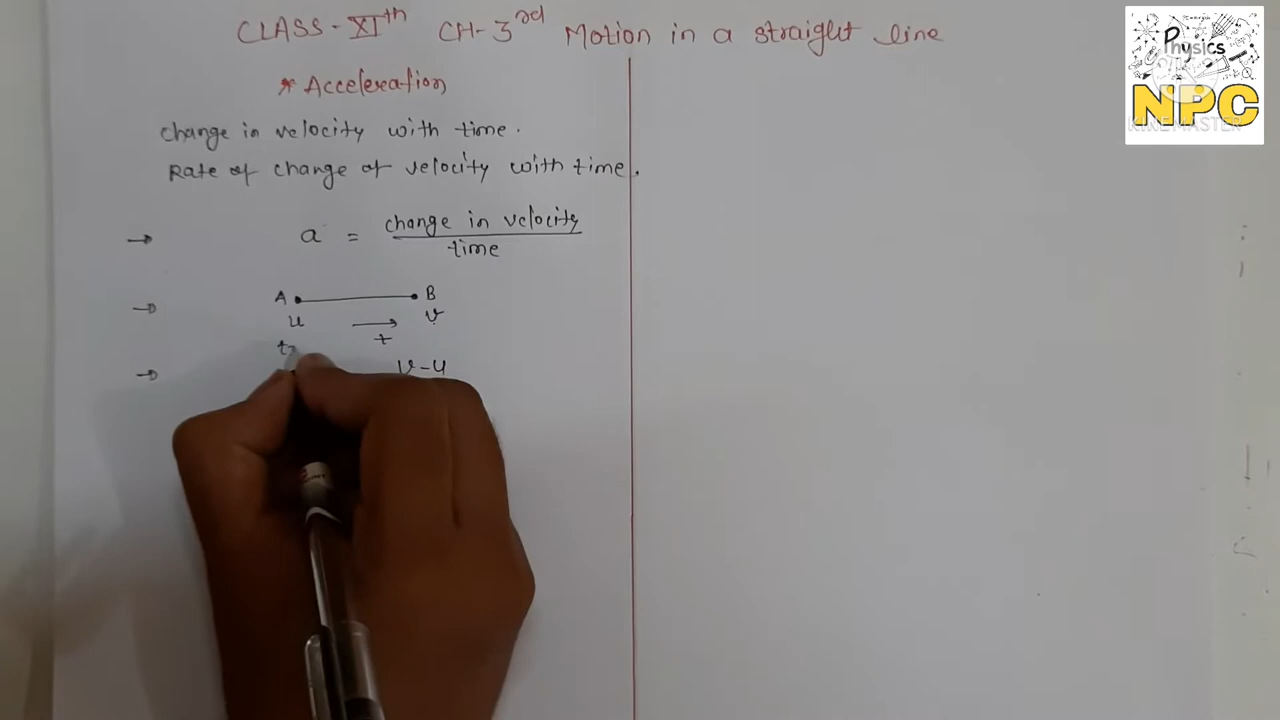 CLASS-XIth CH-3rd Motion in a straight line
* Acceleration
change in velocity with time.
Rate of change of velocity with time.
→ a = change in velocity
time
→ A B
u → v
t
t=
→ v-u
Physics
NPC
KINEMASTER